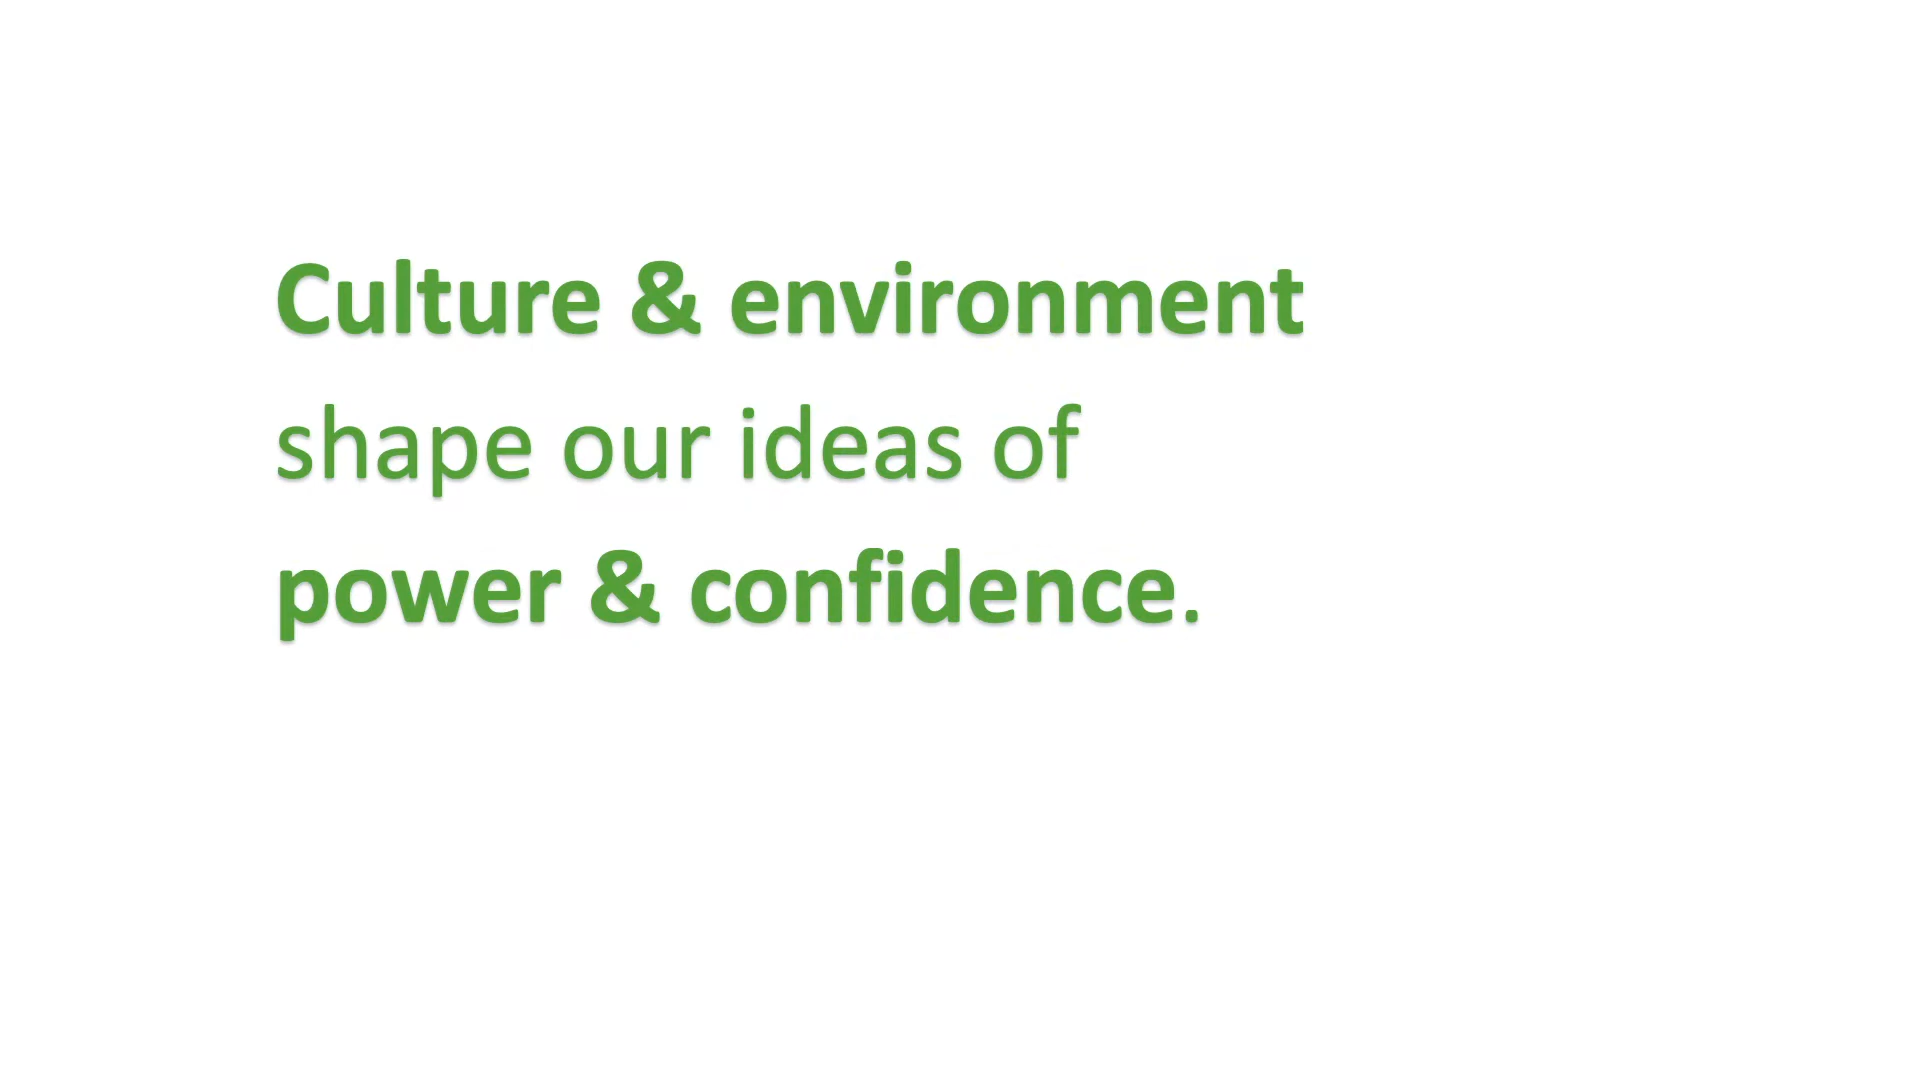 Culture & environment
shape our ideas of
power & confidence.